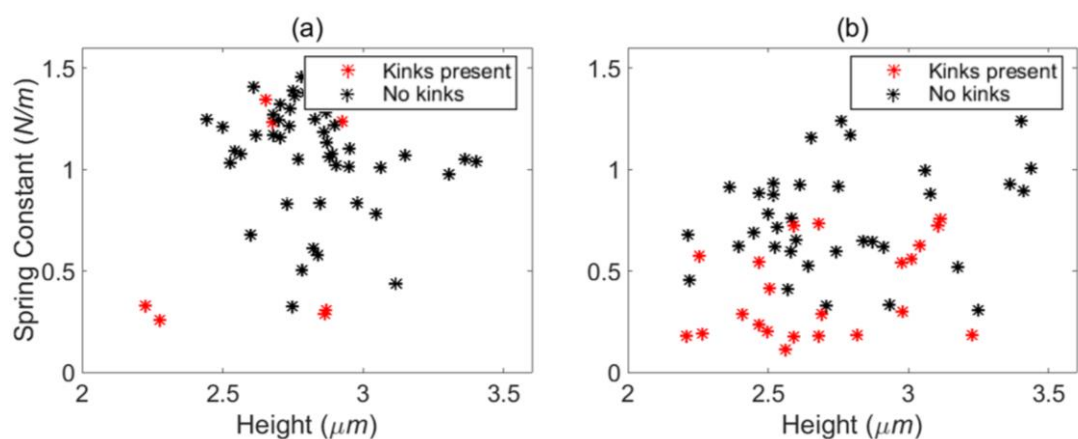 (a)
Kinks present
No kinks
1.5
1
0.5
0
2
2.5
3
3.5
Spring Constant (N/m)
Height (μm)
(b)
Kinks present
No kinks
1.5
1
0.5
0
2
2.5
3
3.5
Height (μm)